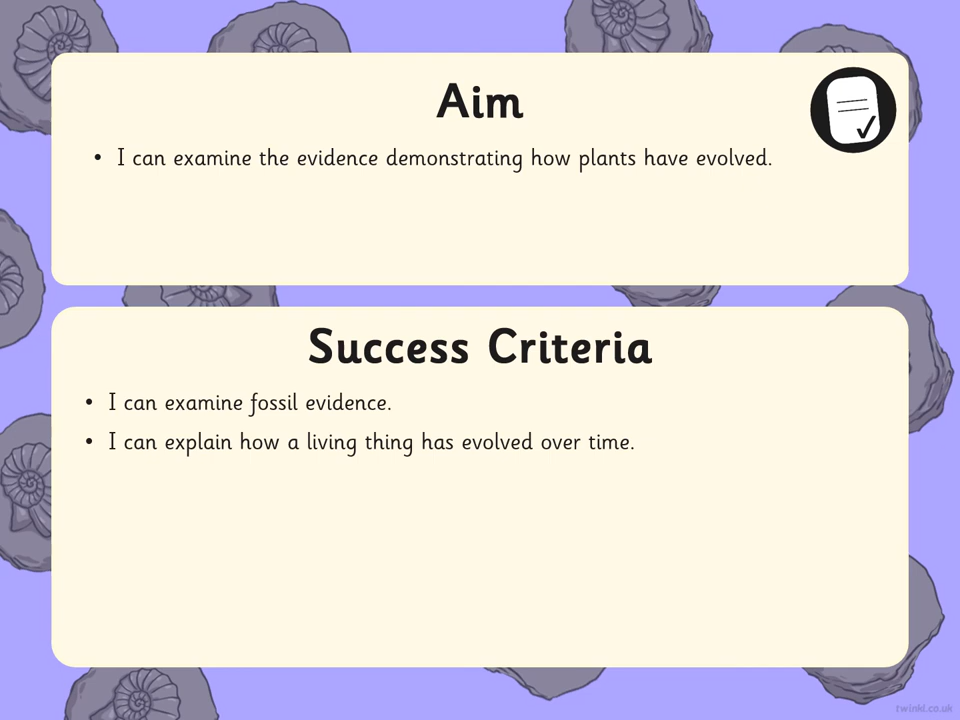 Aim
• I can examine the evidence demonstrating how plants have evolved.
Success Criteria
• I can examine fossil evidence.
• I can explain how a living thing has evolved over time.
twinkl.co.uk